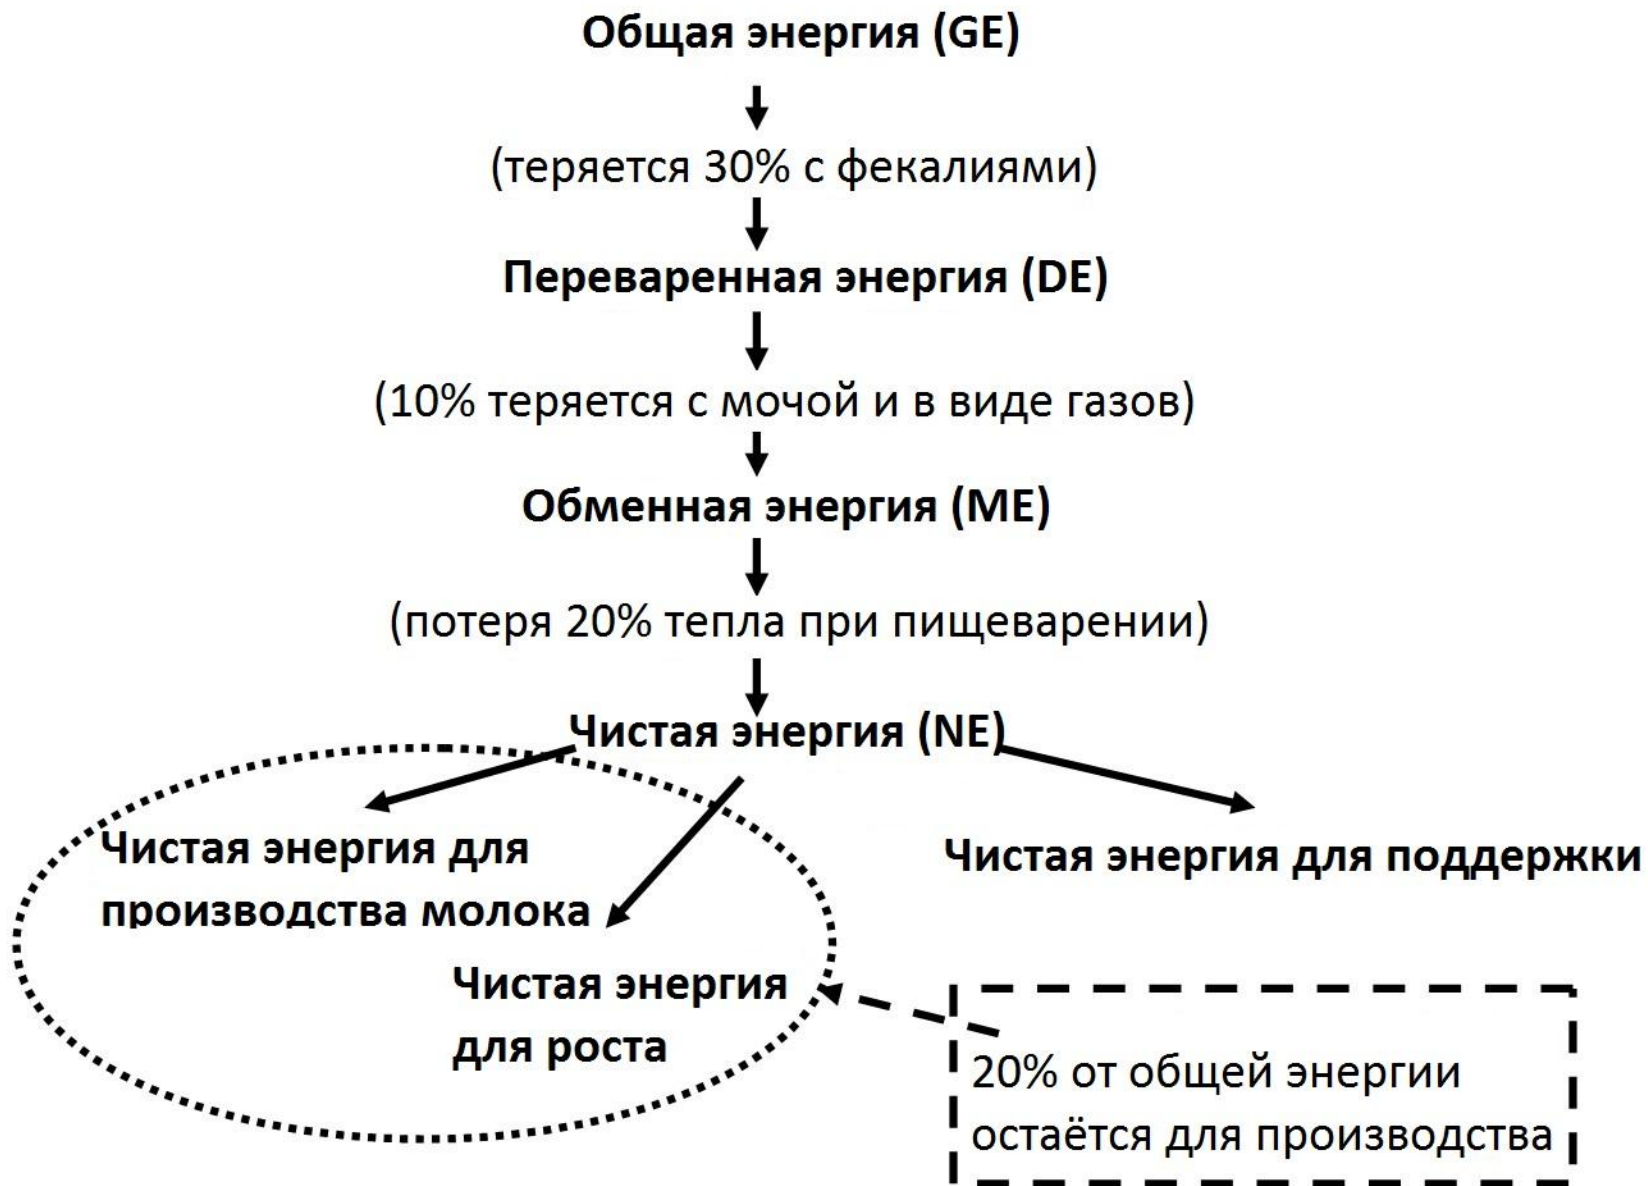 Общая энергия (GE)
(теряется 30% с фекалиями)
Переваренная энергия (DE)
(10% теряется с мочой и в виде газов)
Обменная энергия (ME)
(потеря 20% тепла при пищеварении)
Чистая энергия (NE)
Чистая энергия для
производства молока
Чистая энергия для поддержки
Чистая энергия
для роста
20% от общей энергии
остаётся для производства